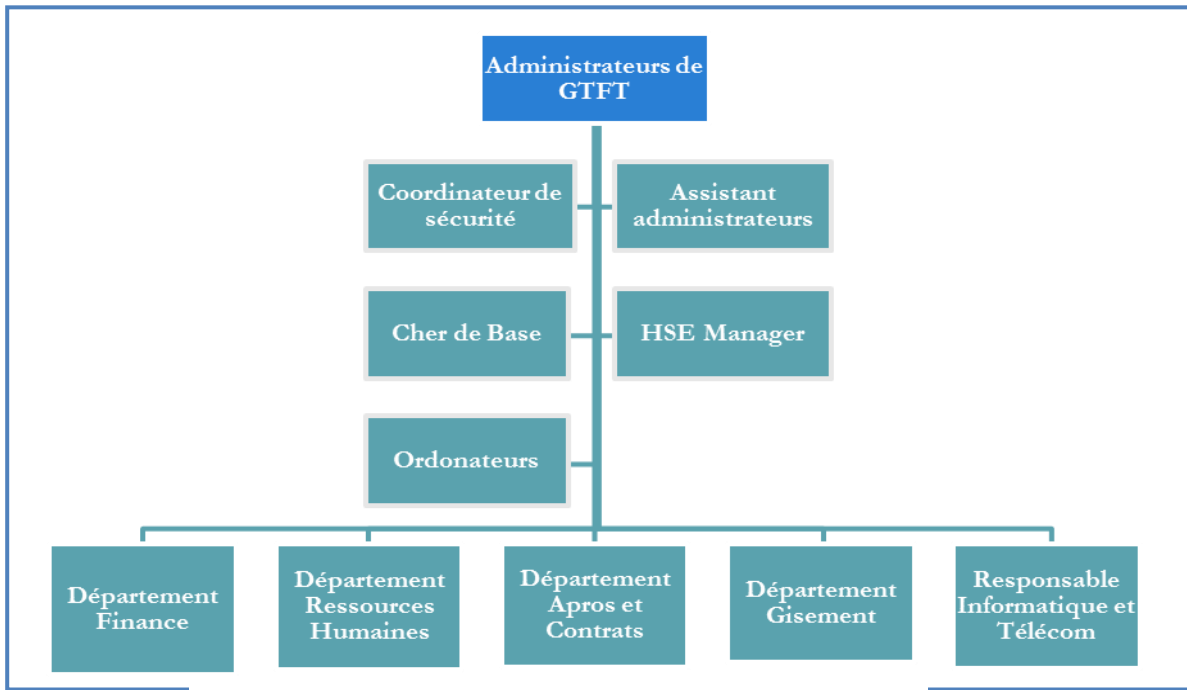 Administrateurs de
GTFT
Coordinateur de
sécurité
Assistant
administrateurs
Cher de Base
HSE Manager
Ordonateurs
Département
Finance
Département
Ressources
Humaines
Département
Apros et
Contrats
Département
Gisement
Responsable
Informatique et
Télécom